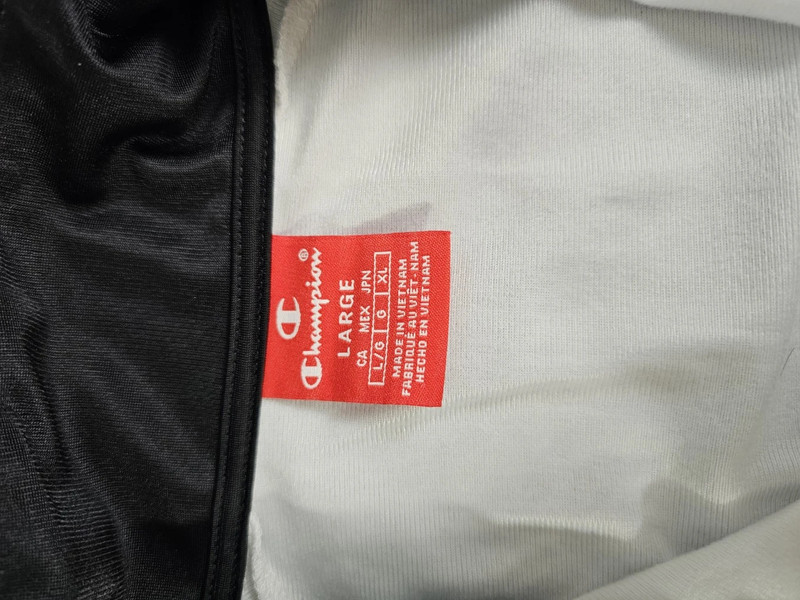 Champion®
LARGE
CA MEX JPN
L/G G XL
MADE IN VIETNAM
FABRIQUÉ AU VIÊT-NAM
HECHO EN VIETNAM